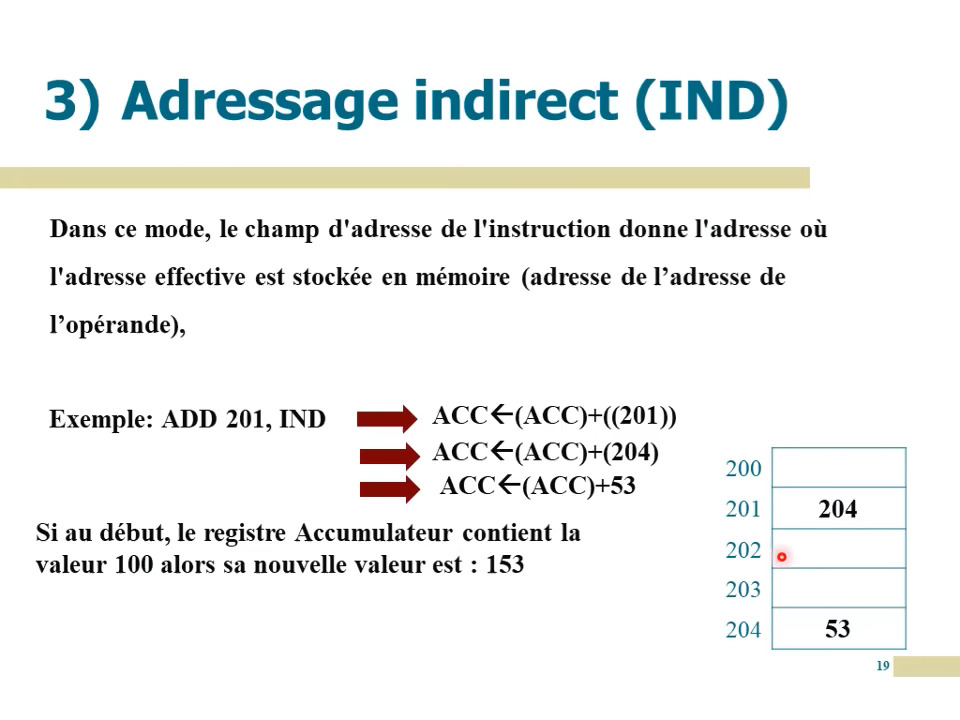 3) Adressage indirect (IND)
Dans ce mode, le champ d'adresse de l'instruction donne l'adresse où
l'adresse effective est stockée en mémoire (adresse de l’adresse de
l’opérande),
Exemple: ADD 201, IND
ACC←(ACC)+((201))
ACC←(ACC)+(204)
ACC←(ACC)+53
Si au début, le registre Accumulateur contient la
valeur 100 alors sa nouvelle valeur est : 153
200
201 204
202
203
204 53
19